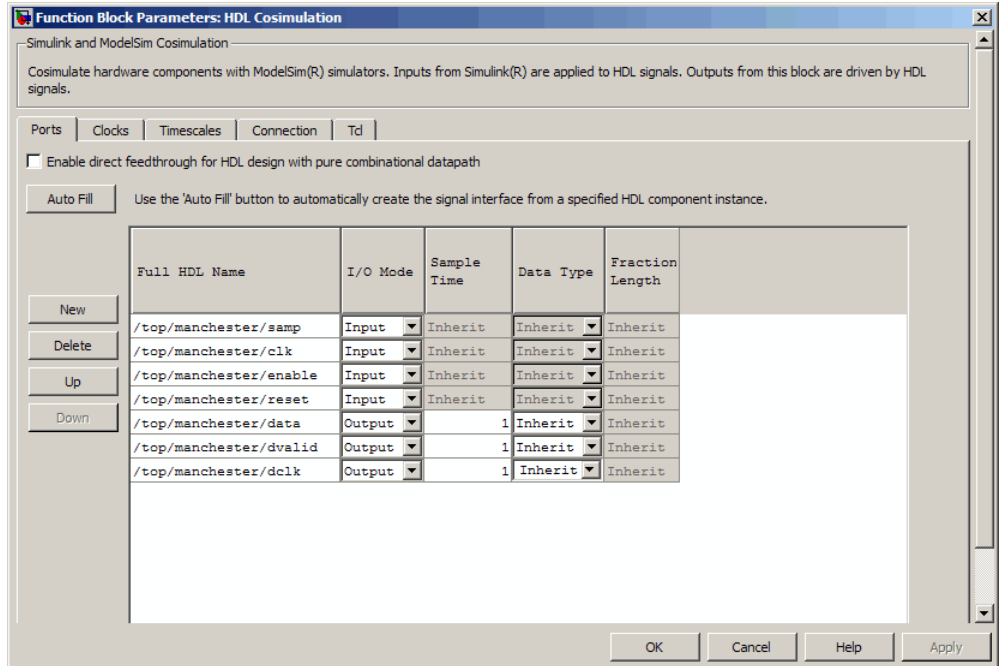 Function Block Parameters: HDL Cosimulation
Simulink and ModelSim Cosimulation
Cosimulate hardware components with ModelSim(R) simulators. Inputs from Simulink(R) are applied to HDL signals. Outputs from this block are driven by HDL
signals.
Ports Clocks Timescales Connection Tcl
Enable direct feedthrough for HDL design with pure combinational datapath
Auto Fill Use the 'Auto Fill' button to automatically create the signal interface from a specified HDL component instance.
Full HDL Name I/O Mode Sample Time Data Type Fraction Length
New
Delete
Up
Down
/top/manchester/samp Input Inherit Inherit Inherit
/top/manchester/clk Input Inherit Inherit Inherit
/top/manchester/enable Input Inherit Inherit Inherit
/top/manchester/reset Input Inherit Inherit Inherit
/top/manchester/data Output 1 Inherit Inherit
/top/manchester/dvalid Output 1 Inherit Inherit
/top/manchester/dclk Output 1 Inherit Inherit
OK Cancel Help Apply